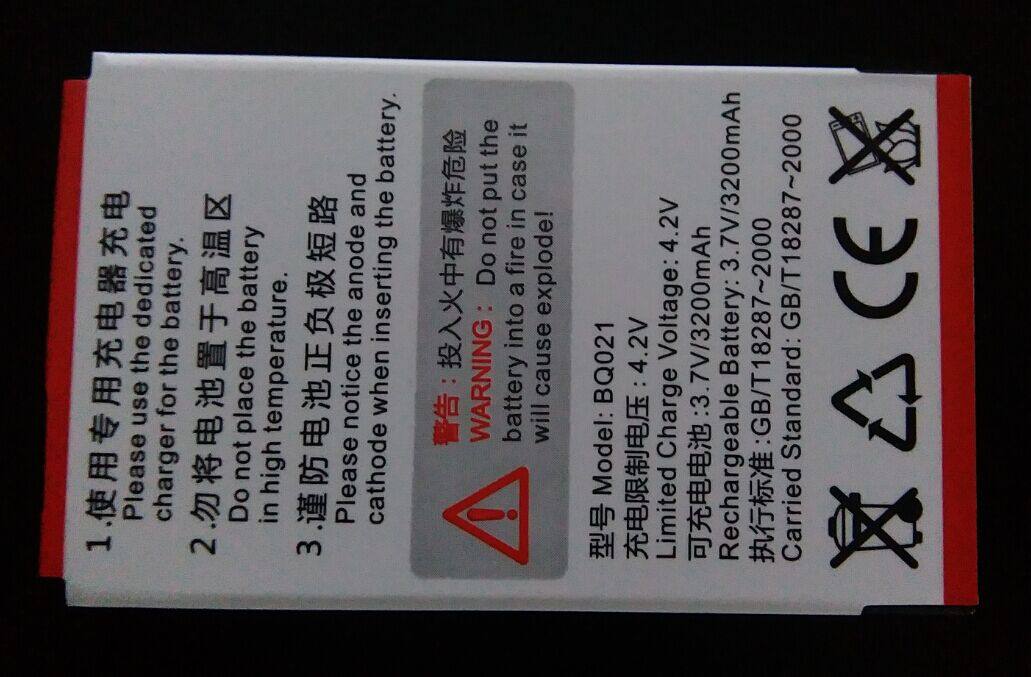 1.使用专用充电器充电
Please use the dedicated
charger for the battery.
2.勿将电池置于高温区
Do not place the battery
in high temperature.
3.谨防电池正负极短路
Please notice the anode and
cathode when inserting the battery.
警告:投入火中有爆炸危险
WARNING: Do not put the
battery into a fire in case it
will cause explode!
型号 Model: BQ021
充电限制电压:4.2V
Limited Charge Voltage: 4.2V
可充电电池:3.7V/3200mAh
Rechargeable Battery: 3.7V/3200mAh
执行标准:GB/T18287~2000
Carried Standard: GB/T18287~2000
CE